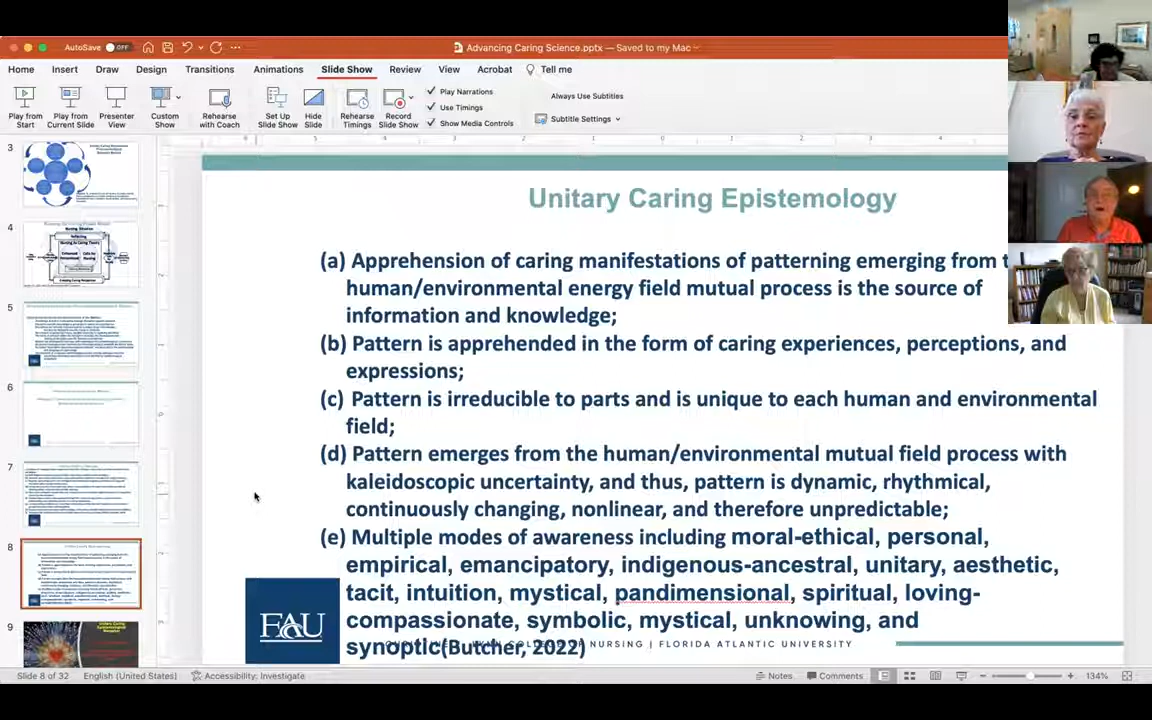 AutoSave OFF
Advancing Caring Science.pptx — Saved to my Mac
Home Insert Draw Design Transitions Animations Slide Show Review View Acrobat Tell me
Play from Start
Play from Current Slide
Presenter View
Custom Show
Rehearse with Coach
Set Up Slide Show
Hide Slide
Rehearse Timings
Record Slide Show
Play Narrations
Use Timings
Show Media Controls
Always Use Subtitles
Subtitle Settings
3
4
5
6
7
8
9
Unitary Caring Epistemology
(a) Apprehension of caring manifestations of patterning emerging from
human/environmental energy field mutual process is the source of
information and knowledge;
(b) Pattern is apprehended in the form of caring experiences, perceptions, and
expressions;
(c) Pattern is irreducible to parts and is unique to each human and environmental
field;
(d) Pattern emerges from the human/environmental mutual field process with
kaleidoscopic uncertainty, and thus, pattern is dynamic, rhythmical,
continuously changing, nonlinear, and therefore unpredictable;
(e) Multiple modes of awareness including moral-ethical, personal,
empirical, emancipatory, indigenous-ancestral, unitary, aesthetic,
tacit, intuition, mystical, pandimensional, spiritual, loving-
compassionate, symbolic, mystical, unknowing, and
synoptic(Butcher, 2022)
FAU
OF NURSING | FLORIDA ATLANTIC UNIVERSITY
Slide 8 of 32 English (United States) Accessibility: Investigate Notes Comments 134%